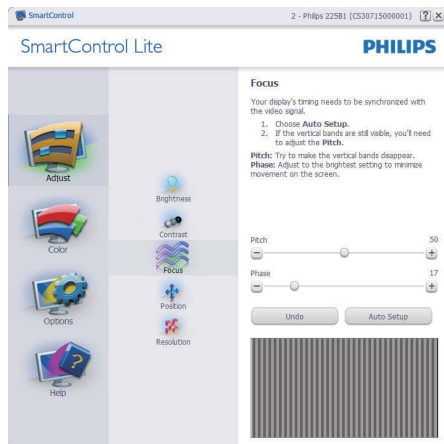 SmartControl
2 - Philips 225B1 (CS30715000001)
?
SmartControl Lite
PHILIPS
Adjust
Color
Options
?
Help
Brightness
Contrast
Focus
Position
Resolution
Focus
Your display's timing needs to be synchronized with
the video signal.
1. Choose Auto Setup.
2. If the vertical bands are still visible, you'll need
to adjust the Pitch.
Pitch: Try to make the vertical bands disappear.
Phase: Adjust to the brightest setting to minimize
movement on the screen.
Pitch 50
Phase 17
Undo
Auto Setup